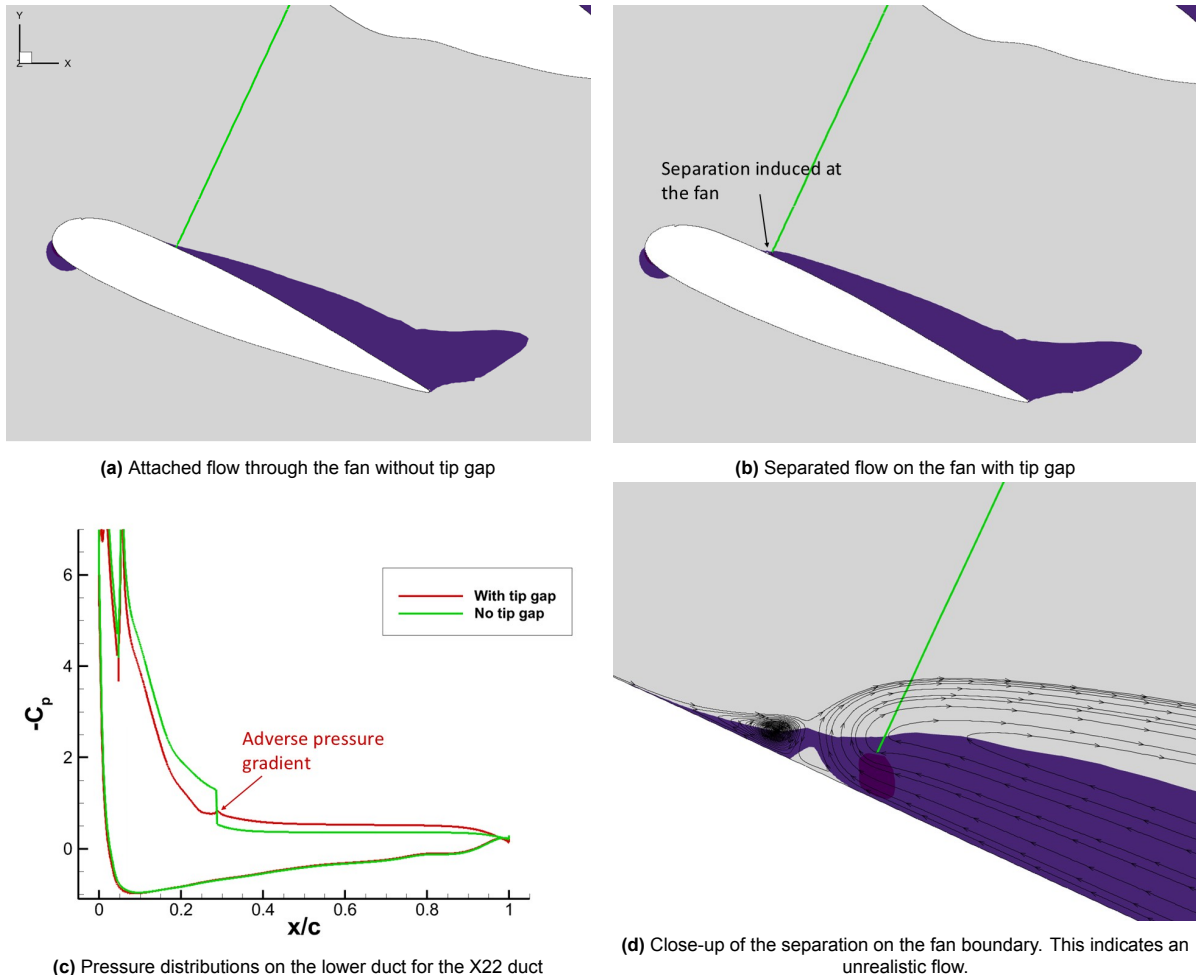 Y
Z
X
(a) Attached flow through the fan without tip gap
Separation induced at
the fan
(b) Separated flow on the fan with tip gap
With tip gap
No tip gap
Adverse pressure
gradient
-Cp
6
4
2
0
0
0.2
0.4
0.6
0.8
1
x/c
(c) Pressure distributions on the lower duct for the X22 duct
(d) Close-up of the separation on the fan boundary. This indicates an
unrealistic flow.